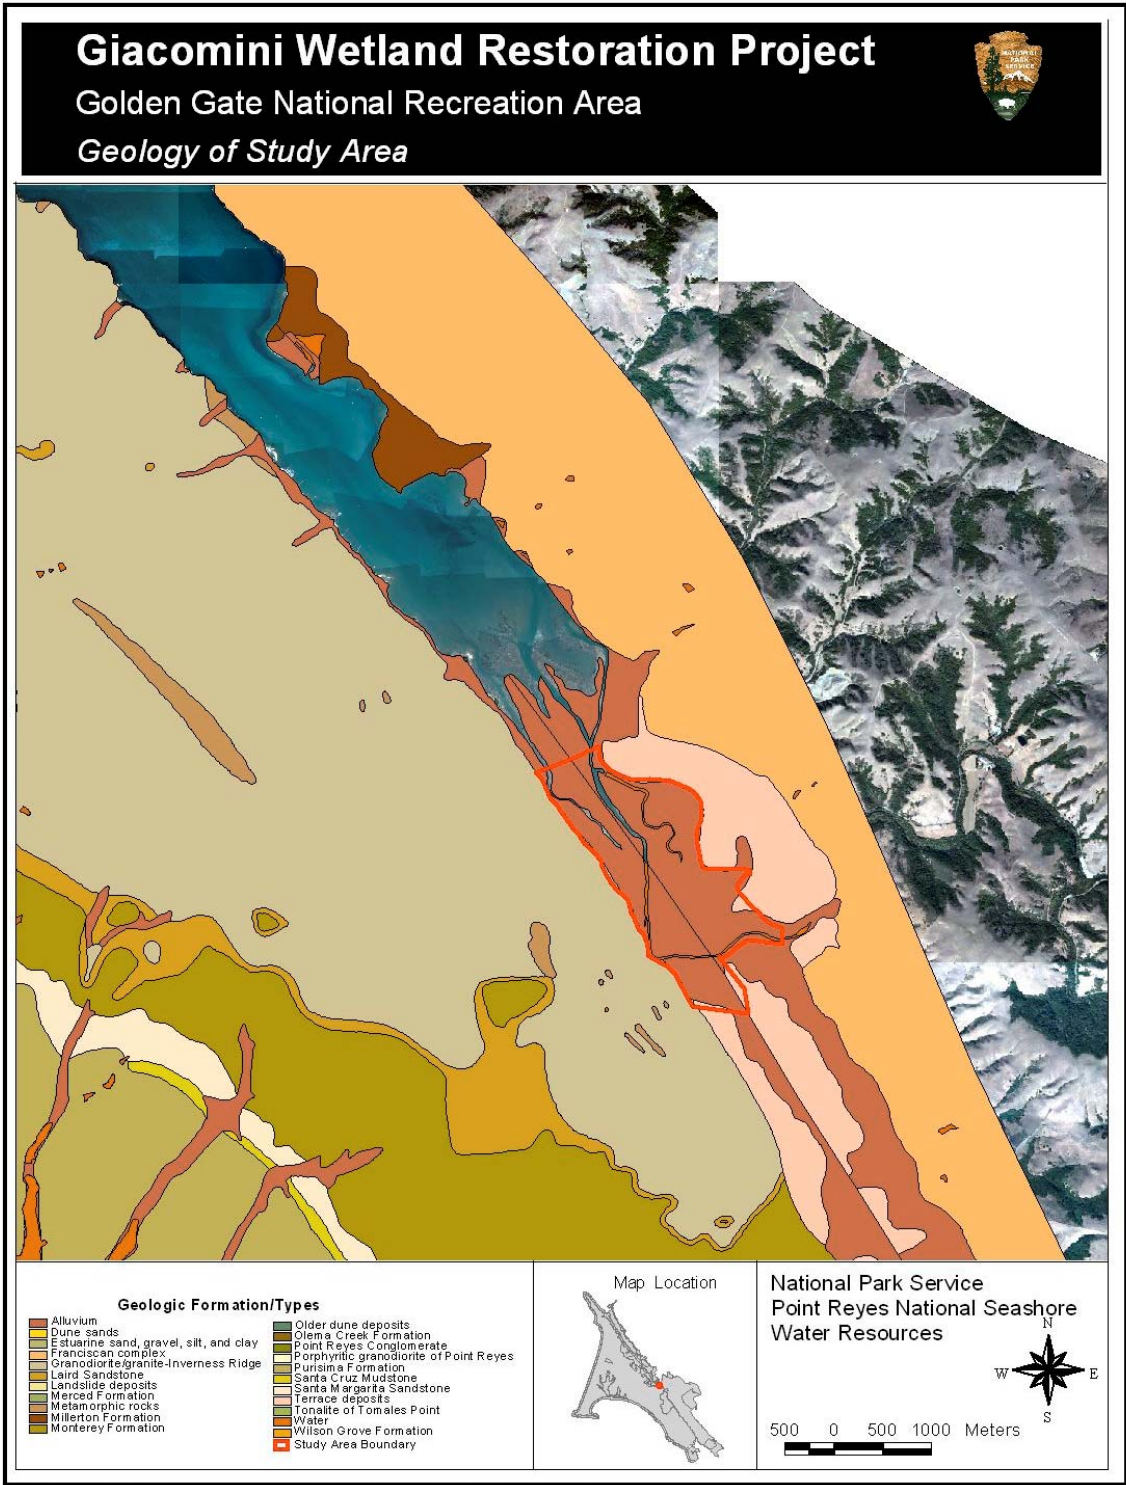 Giacomini Wetland Restoration Project
Golden Gate National Recreation Area
Geology of Study Area
NATIONAL
PARK
SERVICE
Geologic Formation/Types
Alluvium
Dune sands
Estuarine sand, gravel, silt, and clay
Franciscan complex
Granodiorite/granite-Inverness Ridge
Laird Sandstone
Landslide deposits
Merced Formation
Metamorphic rocks
Millerton Formation
Monterey Formation
Older dune deposits
Olema Creek Formation
Point Reyes Conglomerate
Porphyritic granodiorite of Point Reyes
Purisima Formation
Santa Cruz Mudstone
Santa Margarita Sandstone
Terrace deposits
Tonalite of Tomales Point
Water
Wilson Grove Formation
Study Area Boundary
Map Location
National Park Service
Point Reyes National Seashore
Water Resources
N
W E
S
500 0 500 1000 Meters